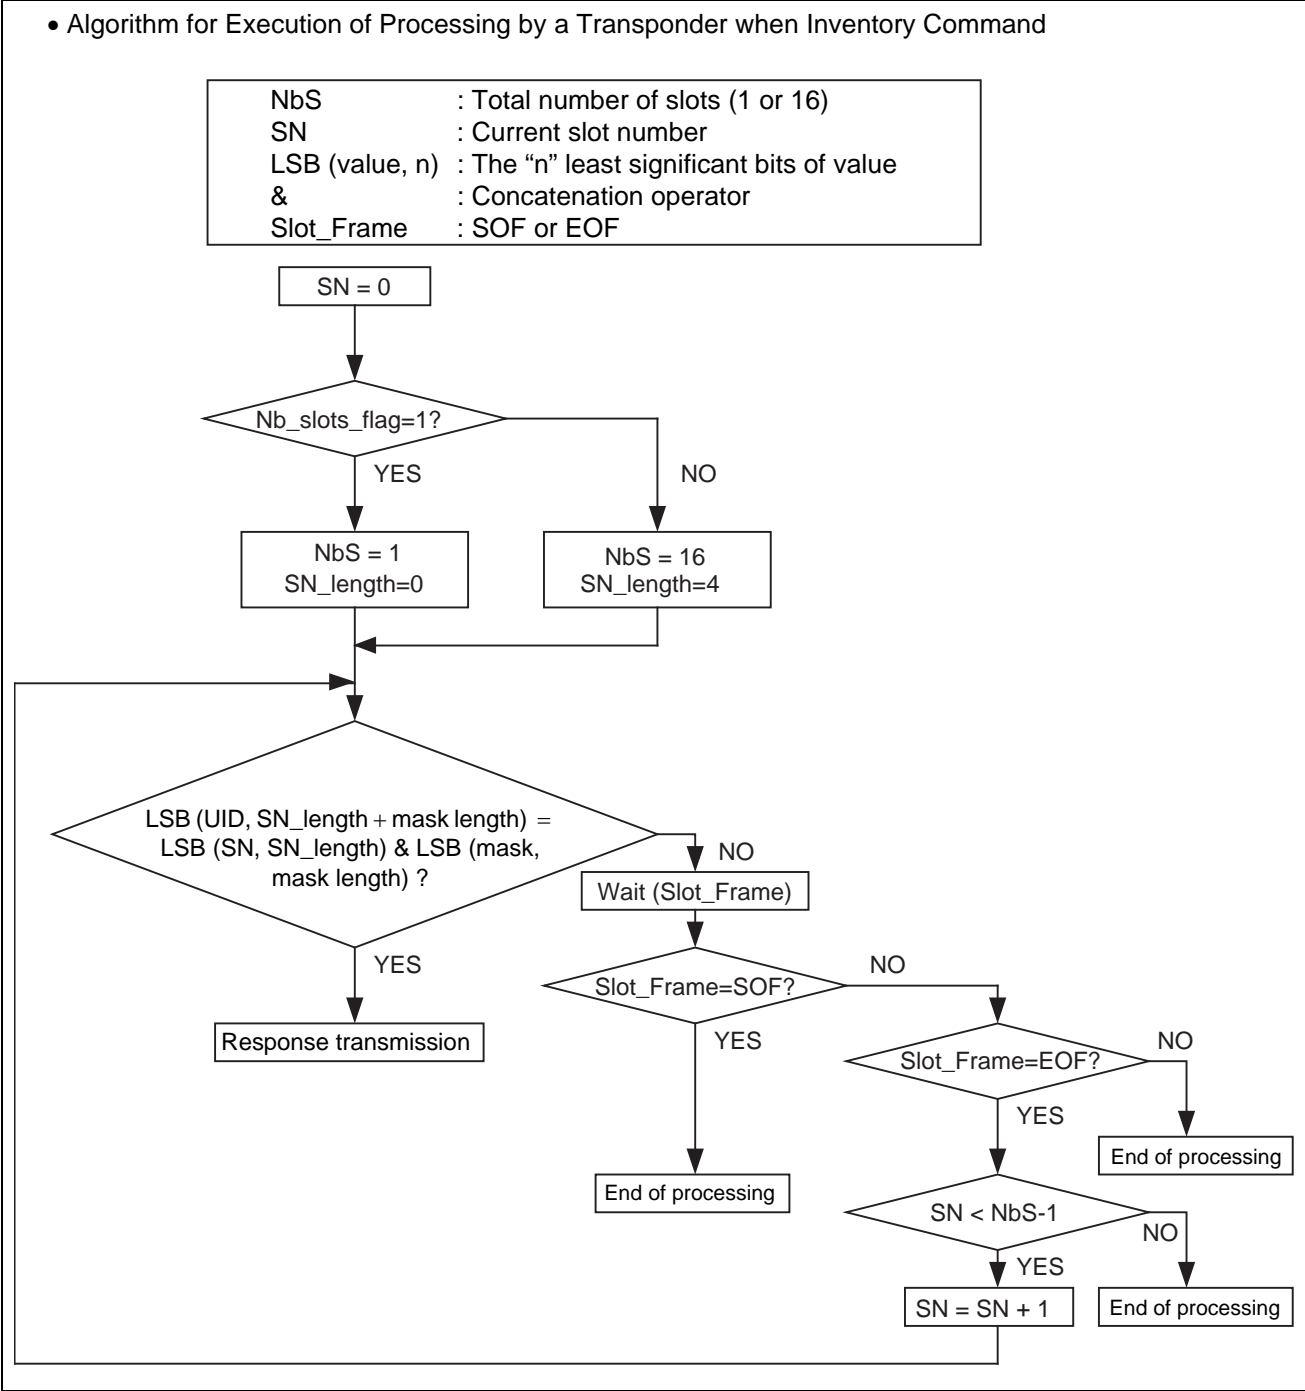 • Algorithm for Execution of Processing by a Transponder when Inventory Command
NbS : Total number of slots (1 or 16)
SN : Current slot number
LSB (value, n) : The “n” least significant bits of value
& : Concatenation operator
Slot_Frame : SOF or EOF
SN = 0
Nb_slots_flag=1?
YES
NO
NbS = 1
SN_length=0
NbS = 16
SN_length=4
LSB (UID, SN_length + mask length) =
LSB (SN, SN_length) & LSB (mask,
mask length) ?
NO
Wait (Slot_Frame)
YES
Response transmission
Slot_Frame=SOF?
NO
YES
End of processing
Slot_Frame=EOF?
NO
YES
End of processing
SN < NbS-1
NO
YES
SN = SN + 1
End of processing